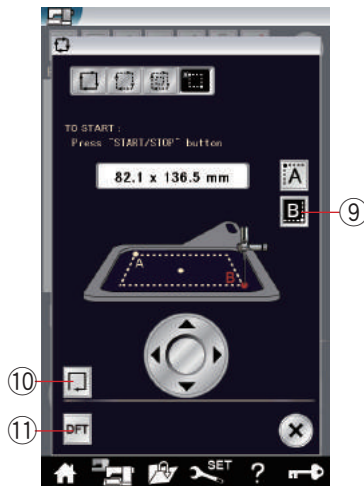 TO START :
Press "START/STOP" button
82.1 x 136.5 mm
A
B
⑨
A
B
⑩
⑪
DFT
SET
?